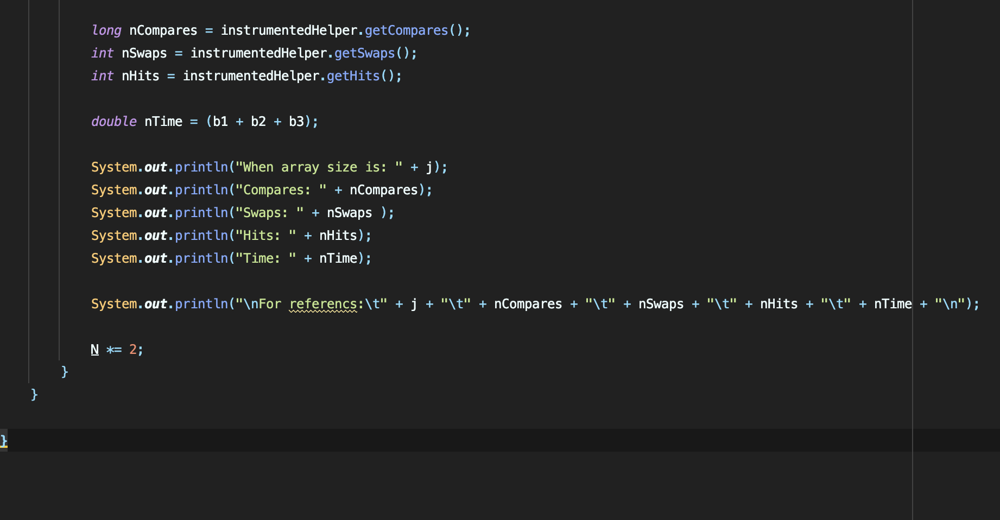 long nCompares = instrumentedHelper.getCompares();
int nSwaps = instrumentedHelper.getSwaps();
int nHits = instrumentedHelper.getHits();
double nTime = (b1 + b2 + b3);
System.out.println("When array size is: " + j);
System.out.println("Compares: " + nCompares);
System.out.println("Swaps: " + nSwaps );
System.out.println("Hits: " + nHits);
System.out.println("Time: " + nTime);
System.out.println("\nFor referencs:\t" + j + "\t" + nCompares + "\t" + nSwaps + "\t" + nHits + "\t" + nTime + "\n");
N *= 2;
}
}
}